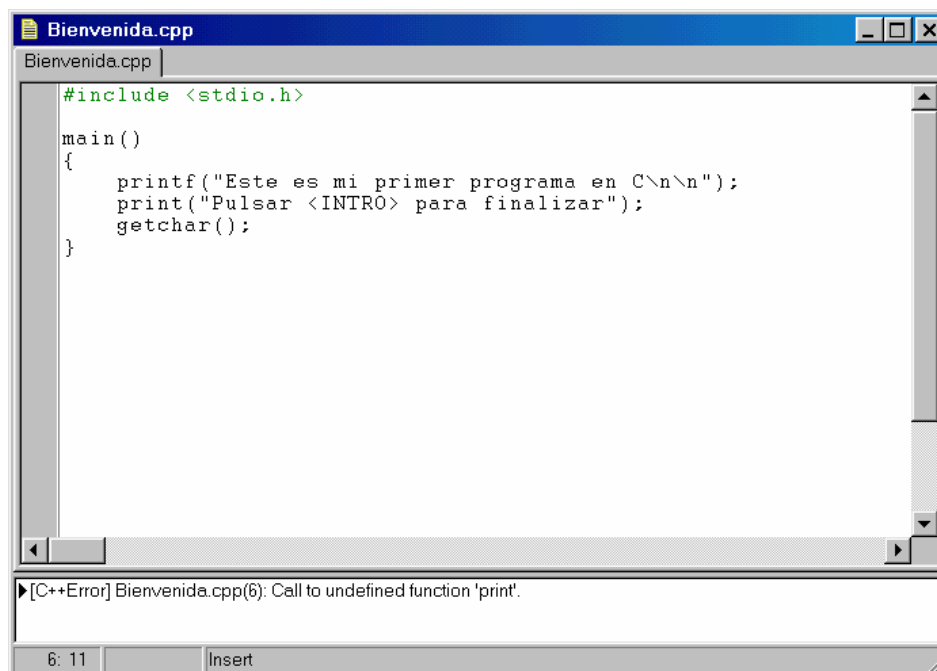 Bienvenida.cpp
Bienvenida.cpp
#include <stdio.h>
main()
{
printf("Este es mi primer programa en C\n\n");
print("Pulsar <INTRO> para finalizar");
getchar();
}
[C++Error] Bienvenida.cpp(6): Call to undefined function 'print'.
6: 11 Insert